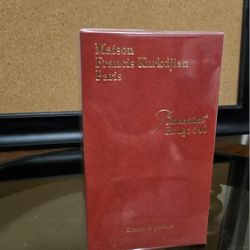 Maison
Francis Kurkdjian
Paris
Baccarat
Rouge 540
Extrait de parfum